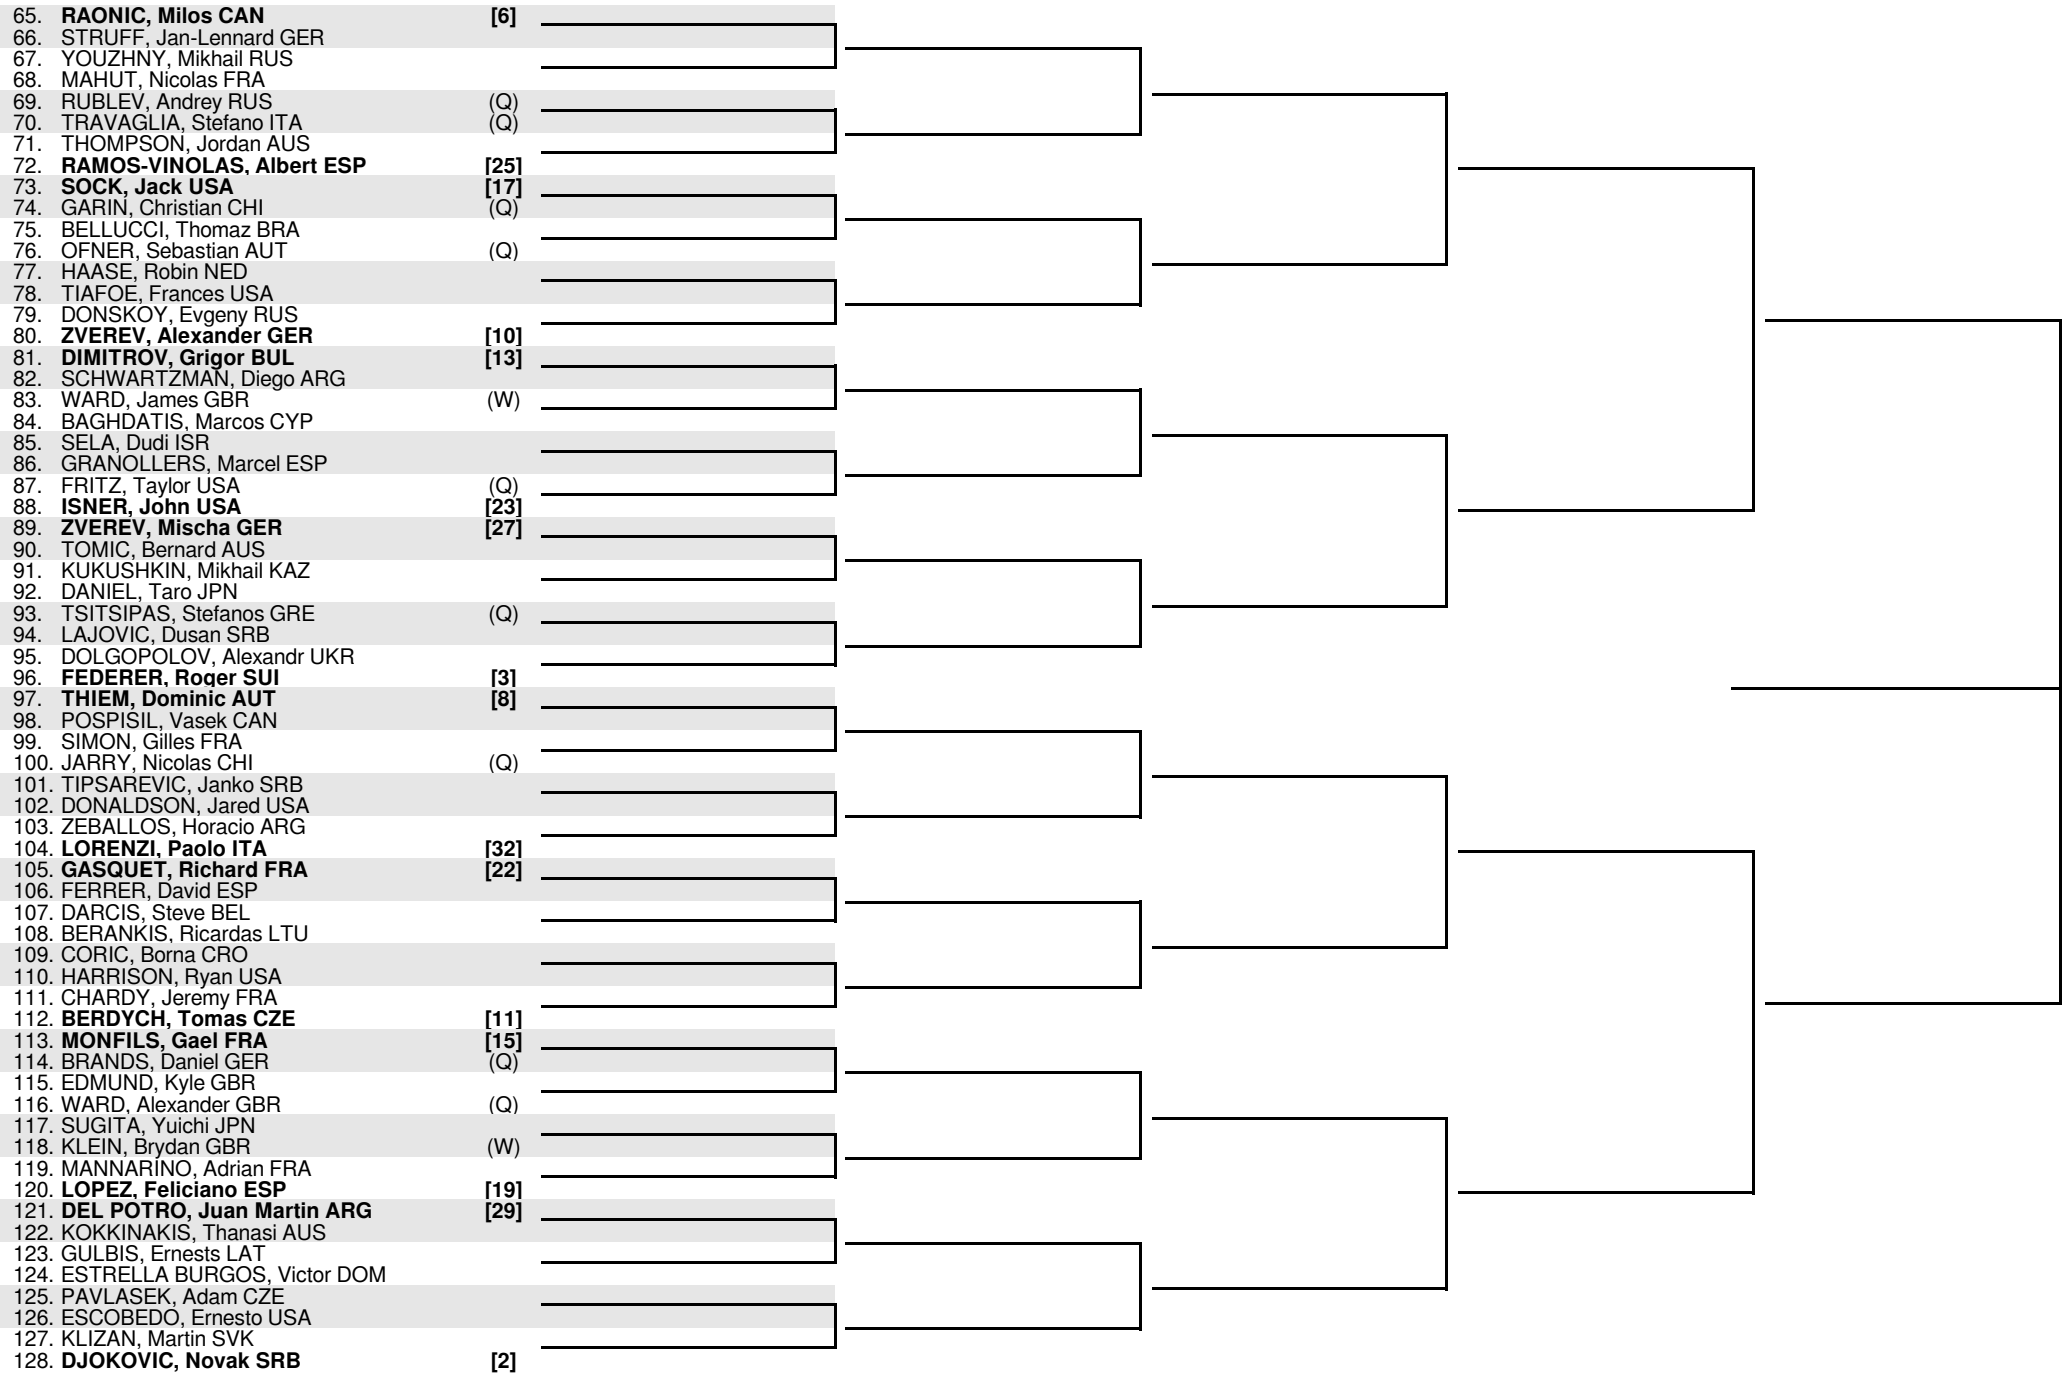 65. RAONIC, Milos CAN [6]
66. STRUFF, Jan-Lennard GER
67. YOUZHNY, Mikhail RUS
68. MAHUT, Nicolas FRA
69. RUBLEV, Andrey RUS (Q)
70. TRAVAGLIA, Stefano ITA (Q)
71. THOMPSON, Jordan AUS
72. RAMOS-VINOLAS, Albert ESP [25]
73. SOCK, Jack USA [17]
74. GARIN, Christian CHI (Q)
75. BELLUCCI, Thomaz BRA
76. OFNER, Sebastian AUT (Q)
77. HAASE, Robin NED
78. TIAFOE, Frances USA
79. DONSKOY, Evgeny RUS
80. ZVEREV, Alexander GER [10]
81. DIMITROV, Grigor BUL [13]
82. SCHWARTZMAN, Diego ARG
83. WARD, James GBR (W)
84. BAGHDATIS, Marcos CYP
85. SELA, Dudi ISR
86. GRANOLLERS, Marcel ESP
87. FRITZ, Taylor USA (Q)
88. ISNER, John USA [23]
89. ZVEREV, Mischa GER [27]
90. TOMIC, Bernard AUS
91. KUKUSHKIN, Mikhail KAZ
92. DANIEL, Taro JPN
93. TSITSIPAS, Stefanos GRE (Q)
94. LAJOVIC, Dusan SRB
95. DOLGOPOLOV, Alexandr UKR
96. FEDERER, Roger SUI [3]
97. THIEM, Dominic AUT [8]
98. POSPISIL, Vasek CAN
99. SIMON, Gilles FRA
100. JARRY, Nicolas CHI (Q)
101. TIPSAREVIC, Janko SRB
102. DONALDSON, Jared USA
103. ZEBALLOS, Horacio ARG
104. LORENZI, Paolo ITA [32]
105. GASQUET, Richard FRA [22]
106. FERRER, David ESP
107. DARCIS, Steve BEL
108. BERANKIS, Ricardas LTU
109. CORIC, Borna CRO
110. HARRISON, Ryan USA
111. CHARDY, Jeremy FRA
112. BERDYCH, Tomas CZE [11]
113. MONFILS, Gael FRA [15]
114. BRANDS, Daniel GER (Q)
115. EDMUND, Kyle GBR
116. WARD, Alexander GBR (Q)
117. SUGITA, Yuichi JPN
118. KLEIN, Brydan GBR (W)
119. MANNARINO, Adrian FRA
120. LOPEZ, Feliciano ESP [19]
121. DEL POTRO, Juan Martin ARG [29]
122. KOKKINAKIS, Thanasi AUS
123. GULBIS, Ernests LAT
124. ESTRELLA BURGOS, Victor DOM
125. PAVLASEK, Adam CZE
126. ESCOBEDO, Ernesto USA
127. KLIZAN, Martin SVK
128. DJOKOVIC, Novak SRB [2]